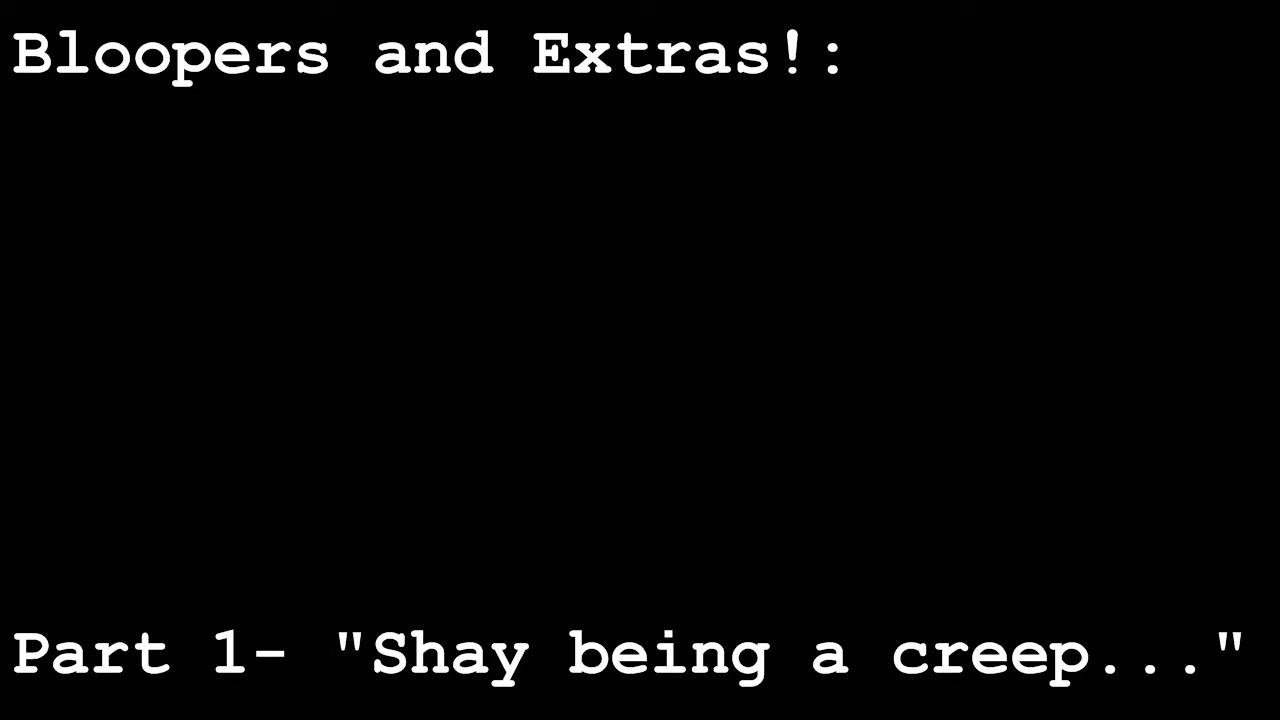 Bloopers and Extras!:
Part 1- "Shay being a creep..."